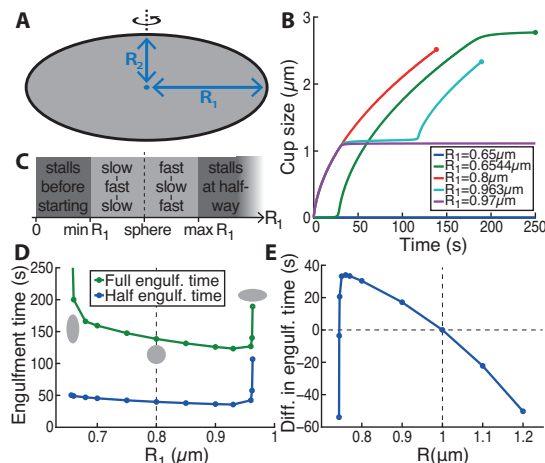 A
R2
R1
B
Cup size (μm)
3
2
1
0
0 50 100 150 200 250
Time (s)
R1=0.65μm
R1=0.6544μm
R1=0.8μm
R1=0.963μm
R1=0.97μm
C
stalls slow fast stalls
before fast slow at half-
starting slow fast way
0 min R1 sphere max R1 R1
D
Engulfment time (s)
250
200
150
100
50
0
Full engulf. time
Half engulf. time
0.7 0.8 0.9 1
R1 (μm)
E
Diff. in engulf. time (s)
40
20
0
-20
-40
-60
0.8 0.9 1 1.1 1.2
R(μm)